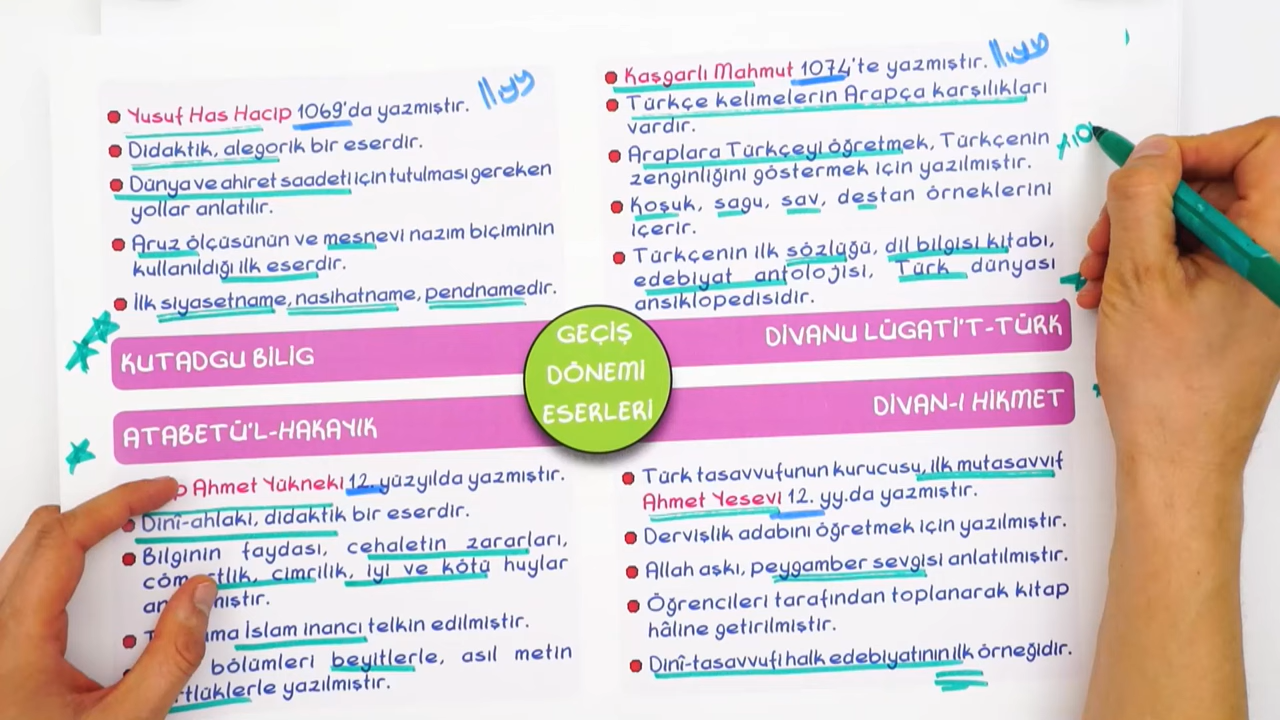 Yusuf Has Hacip 1069'da yazmıştır.
11.yy
Didaktik, alegorik bir eserdir.
Dünya ve ahiret saadeti için tutulması gereken
yollar anlatılır.
Aruz ölçüsünün ve mesnevi nazım biçiminin
kullanıldığı ilk eserdir.
İlk siyasetname, nasihatname, pendnamedir.
KUTADGU BİLİG
Kaşgarlı Mahmut 1074'te yazmıştır.
11.yy
Türkçe kelimelerin Arapça karşılıkları
vardır.
Araplara Türkçeyi öğretmek, Türkçenin
zenginliğini göstermek için yazılmıştır.
Koşuk, sagu, sav, destan örneklerini
içerir.
Türkçenin ilk sözlüğü, dil bilgisi kitabı,
edebiyat antolojisi, Türk dünyası
ansiklopedisidir.
DİVANU LÜGATİ'T-TÜRK
GEÇİŞ
DÖNEMİ
ESERLERİ
ATABETÜ'L-HAKAYIK
Ahmet Yükneki 12. yüzyılda yazmıştır.
Dinî-ahlaki, didaktik bir eserdir.
Bilginin faydası, cehaletin zararları,
cimrilik, iyi ve kötü huylar
İslam inancı telkin edilmiştir.
bölümleri beyitlerle, asıl metin
yazılmıştır.
DİVAN-I HİKMET
Türk tasavvufunun kurucusu, ilk mutasavvıf
Ahmet Yesevi 12. yy.da yazmıştır.
Dervişlik adabını öğretmek için yazılmıştır.
Allah aşkı, peygamber sevgisi anlatılmıştır.
Öğrencileri tarafından toplanarak kitap
hâline getirilmiştir.
Dinî-tasavvufi halk edebiyatının ilk örneğidir.